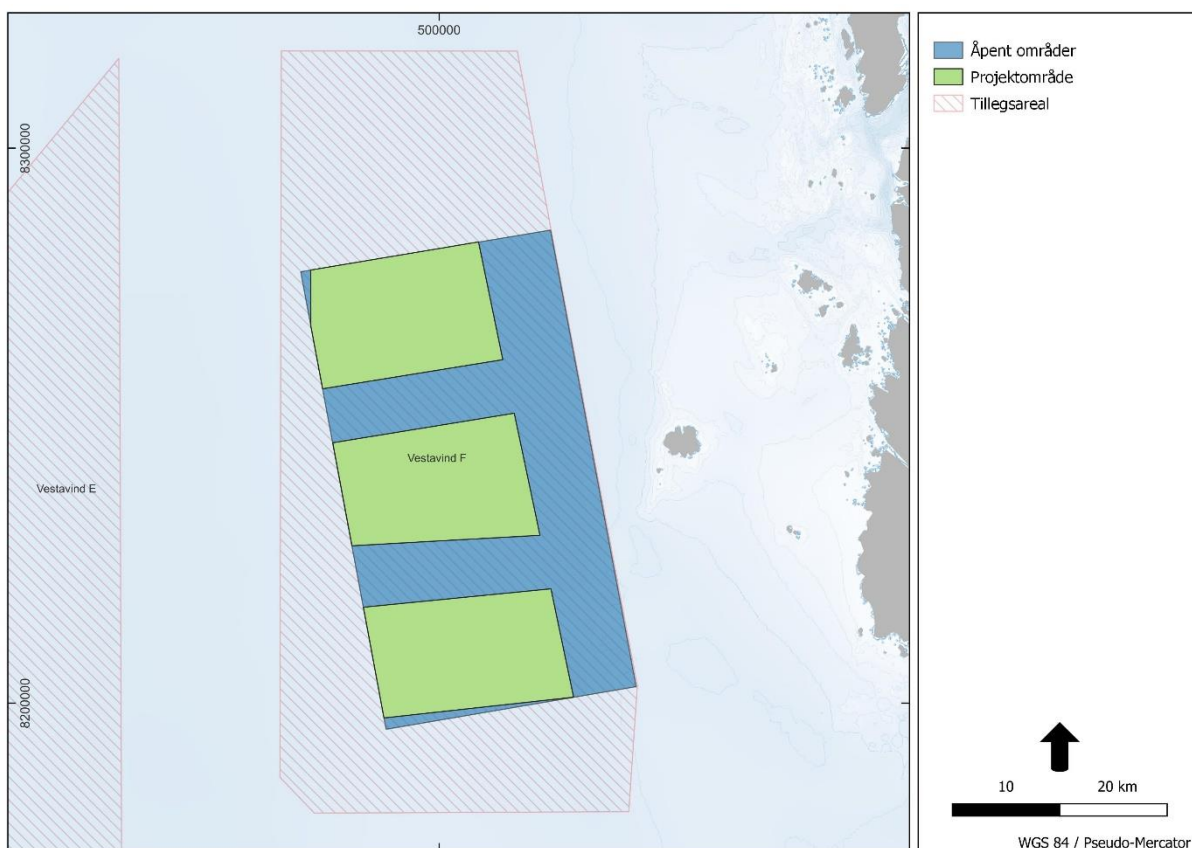 500000
8300000
8200000
Vestavind E
Vestavind F
Åpent områder
Projektområde
Tillegsareal
10 20 km
WGS 84 / Pseudo-Mercator